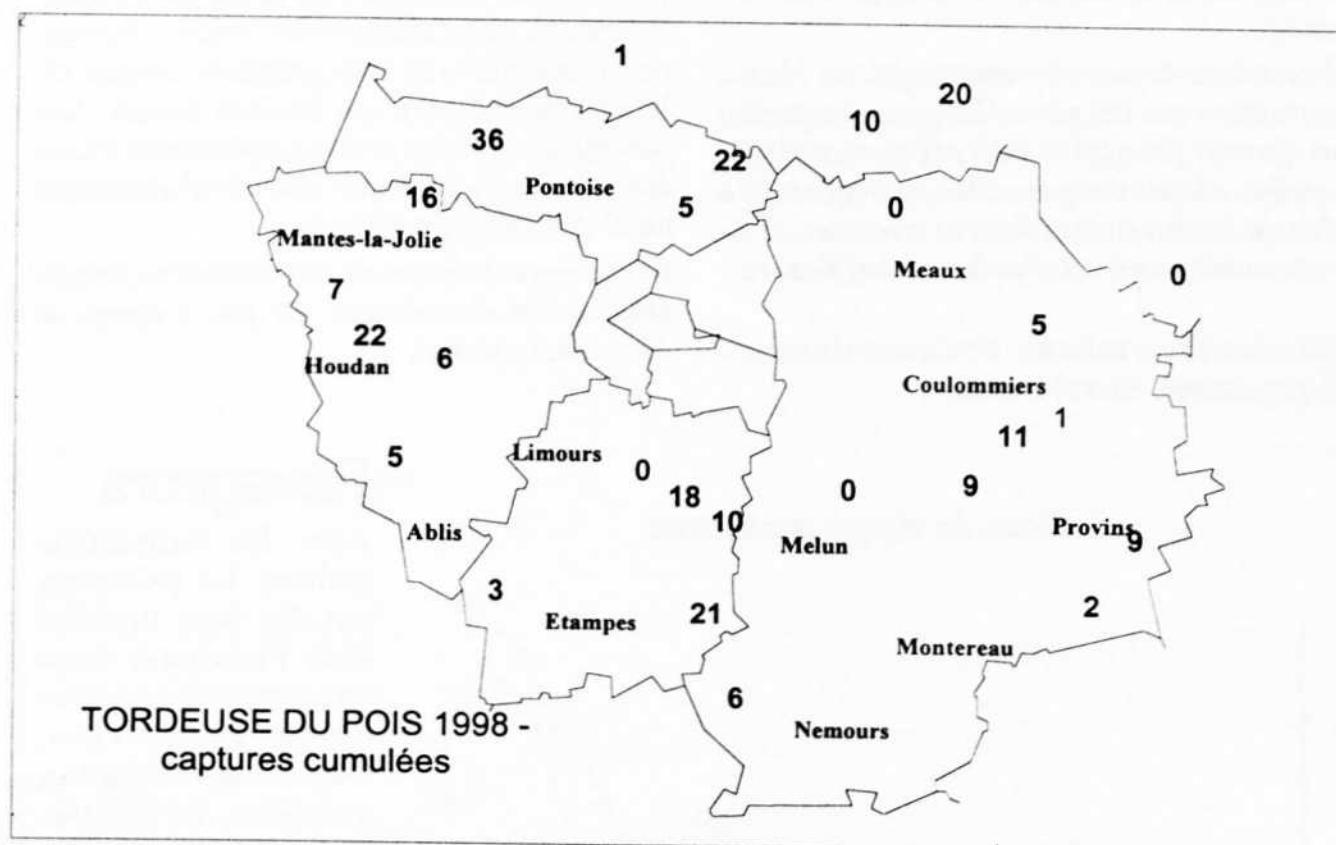 1
20
10
36
22
Pontoise
16
5
0
Mantes-la-Jolie
Meaux
0
7
5
22
6
Houdan
Coulommiers
1
11
5
Limours
0
18
0
9
10
Ablis
Melun
Provins
9
3
2
21
Etampes
Montereau
6
Nemours
TORDEUSE DU POIS 1998 -
captures cumulées